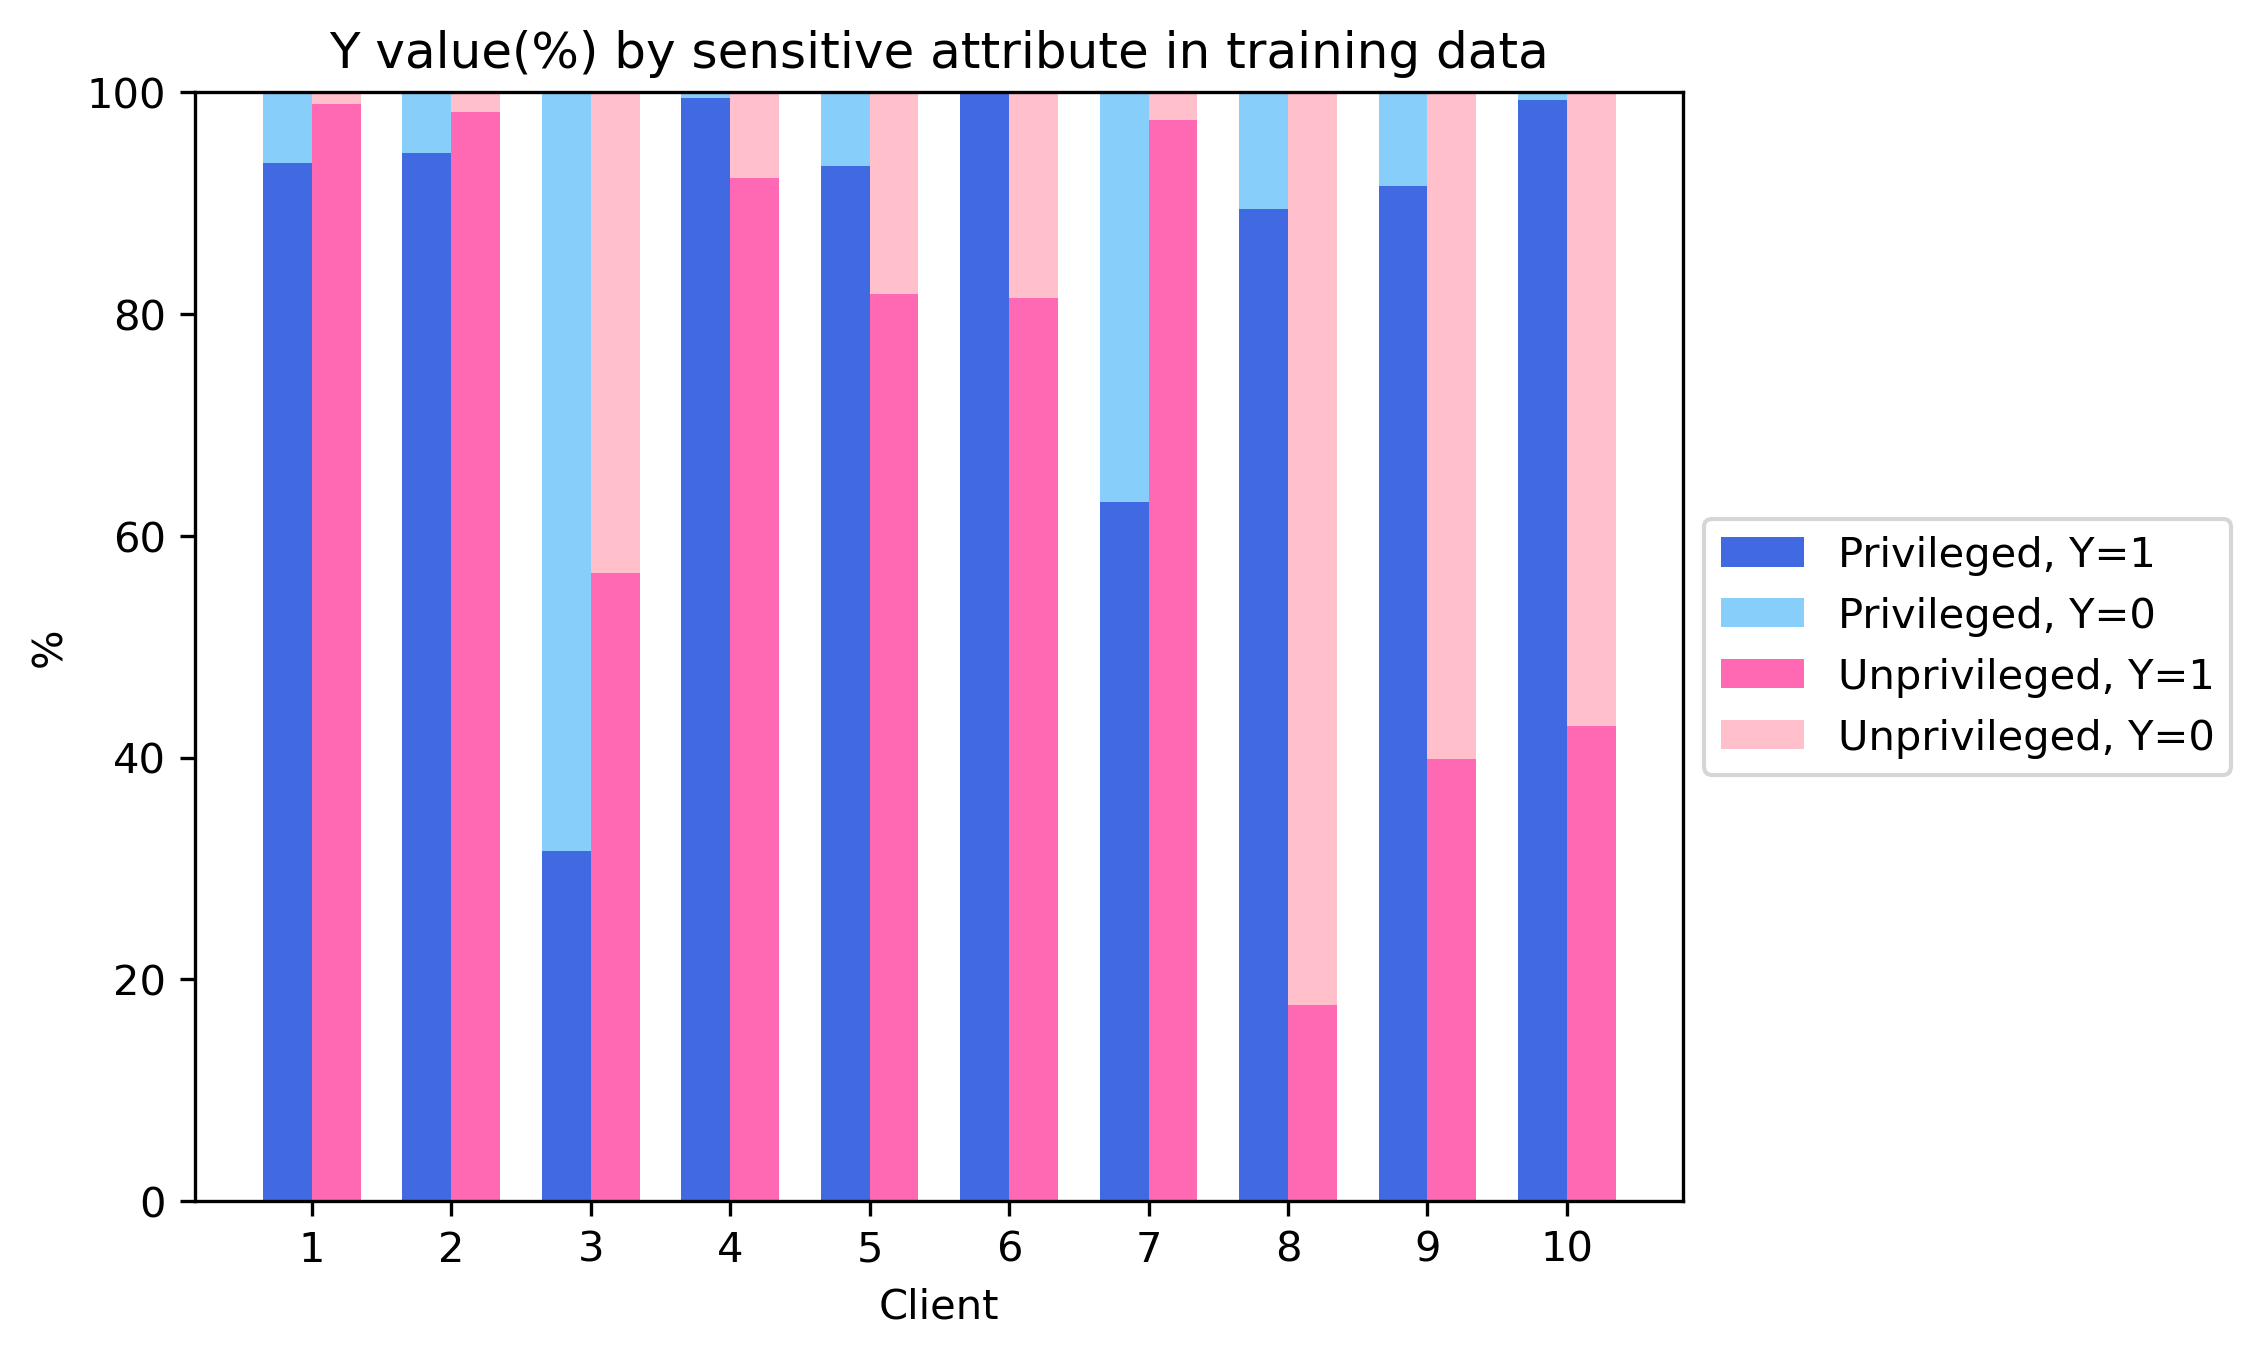 Y value(%) by sensitive attribute in training data
100
80
60
40
20
0
%
1 2 3 4 5 6 7 8 9 10
Client
Privileged, Y=1
Privileged, Y=0
Unprivileged, Y=1
Unprivileged, Y=0